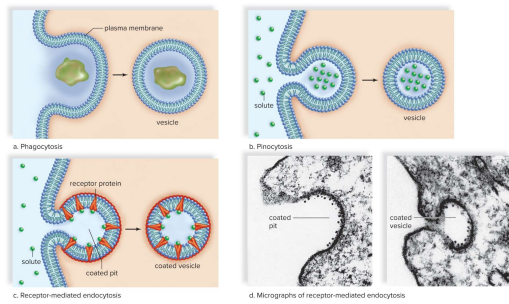 plasma membrane
vesicle
a. Phagocytosis
solute
vesicle
b. Pinocytosis
receptor protein
solute
coated pit
coated vesicle
c. Receptor-mediated endocytosis
coated
pit
coated
vesicle
d. Micrographs of receptor-mediated endocytosis